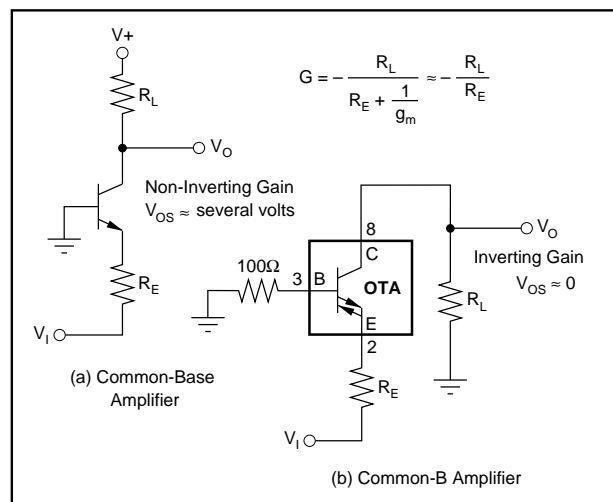 V+
R_L
V_O
Non-Inverting Gain
V_OS ≈ several volts
R_E
V_I
(a) Common-Base
Amplifier
G = − R_L / (R_E + 1/g_m) ≈ − R_L / R_E
8
C
V_O
100Ω
3
B
OTA
Inverting Gain
V_OS ≈ 0
R_L
E
2
R_E
V_I
(b) Common-B Amplifier